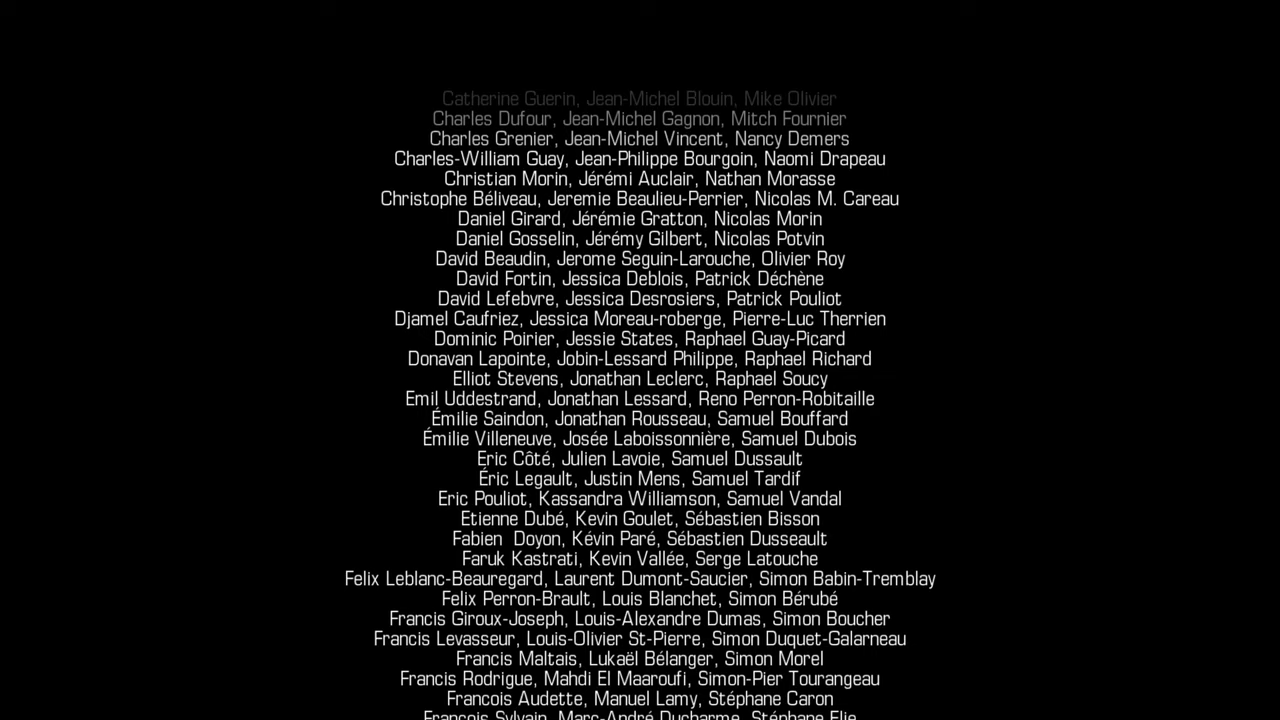 Catherine Guerin, Jean-Michel Blouin, Mike Olivier
Charles Dufour, Jean-Michel Gagnon, Mitch Fournier
Charles Grenier, Jean-Michel Vincent, Nancy Demers
Charles-William Guay, Jean-Philippe Bourgoin, Naomi Drapeau
Christian Morin, Jérémi Auclair, Nathan Morasse
Christophe Béliveau, Jeremie Beaulieu-Perrier, Nicolas M. Careau
Daniel Girard, Jérémie Gratton, Nicolas Morin
Daniel Gosselin, Jérémy Gilbert, Nicolas Potvin
David Beaudin, Jerome Seguin-Larouche, Olivier Roy
David Fortin, Jessica Deblois, Patrick Déchène
David Lefebvre, Jessica Desrosiers, Patrick Pouliot
Djamel Caufriez, Jessica Moreau-roberge, Pierre-Luc Therrien
Dominic Poirier, Jessie States, Raphael Guay-Picard
Donavan Lapointe, Jobin-Lessard Philippe, Raphael Richard
Elliot Stevens, Jonathan Leclerc, Raphael Soucy
Emil Uddestrand, Jonathan Lessard, Reno Perron-Robitaille
Émilie Saindon, Jonathan Rousseau, Samuel Bouffard
Émilie Villeneuve, Josée Laboissonnière, Samuel Dubois
Eric Côté, Julien Lavoie, Samuel Dussault
Éric Legault, Justin Mens, Samuel Tardif
Eric Pouliot, Kassandra Williamson, Samuel Vandal
Etienne Dubé, Kevin Goulet, Sébastien Bisson
Fabien  Doyon, Kévin Paré, Sébastien Dusseault
Faruk Kastrati, Kevin Vallée, Serge Latouche
Felix Leblanc-Beauregard, Laurent Dumont-Saucier, Simon Babin-Tremblay
Felix Perron-Brault, Louis Blanchet, Simon Bérubé
Francis Giroux-Joseph, Louis-Alexandre Dumas, Simon Boucher
Francis Levasseur, Louis-Olivier St-Pierre, Simon Duquet-Galarneau
Francis Maltais, Lukaël Bélanger, Simon Morel
Francis Rodrigue, Mahdi El Maaroufi, Simon-Pier Tourangeau
Francois Audette, Manuel Lamy, Stéphane Caron
François Sylvain, Marc-André Ducharme, Stéphane Elie